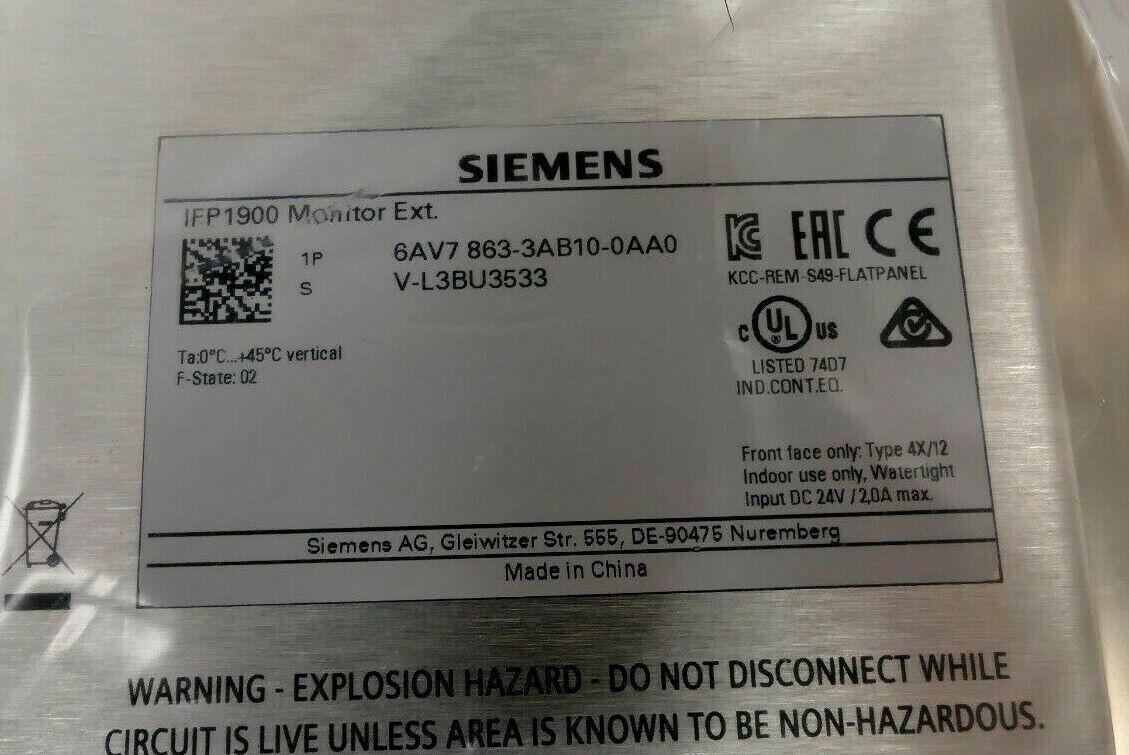 SIEMENS
IFP1900 Monitor Ext.
1P 6AV7 863-3AB10-0AA0
S V-L3BU3533
KCC-REM-S49-FLATPANEL
Ta:0°C...+45°C vertical
F-State: 02
C UL US
LISTED 74D7
IND.CONT.EQ.
Front face only: Type 4X/12
Indoor use only, Watertight
Input DC 24V / 2,0A max.
Siemens AG, Gleiwitzer Str. 555, DE-90475 Nuremberg
Made in China
WARNING - EXPLOSION HAZARD - DO NOT DISCONNECT WHILE
CIRCUIT IS LIVE UNLESS AREA IS KNOWN TO BE NON-HAZARDOUS.